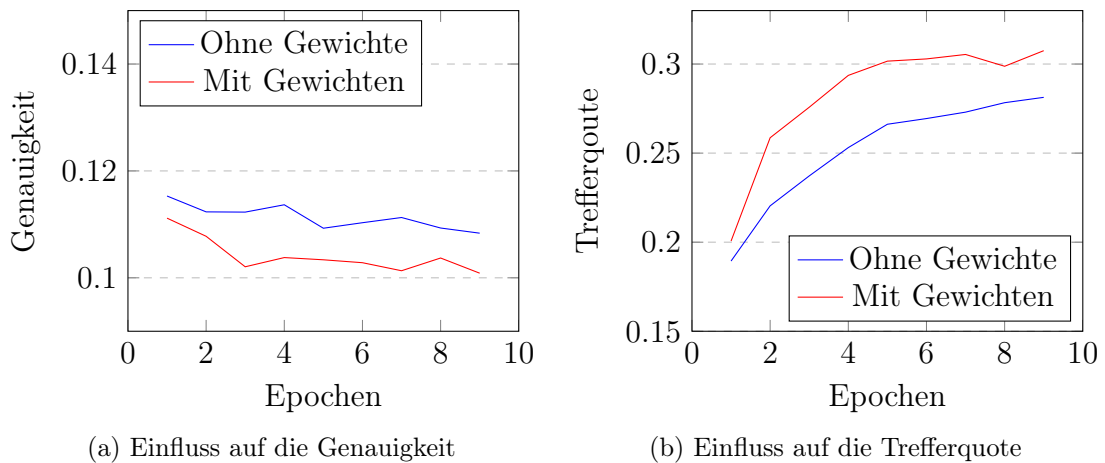 Ohne Gewichte
Mit Gewichten
0.14
0.12
0.1
Genauigkeit
0 2 4 6 8 10
Epochen
(a) Einfluss auf die Genauigkeit
0.3
0.25
0.2
0.15
Trefferqoute
Ohne Gewichte
Mit Gewichten
0 2 4 6 8 10
Epochen
(b) Einfluss auf die Trefferquote